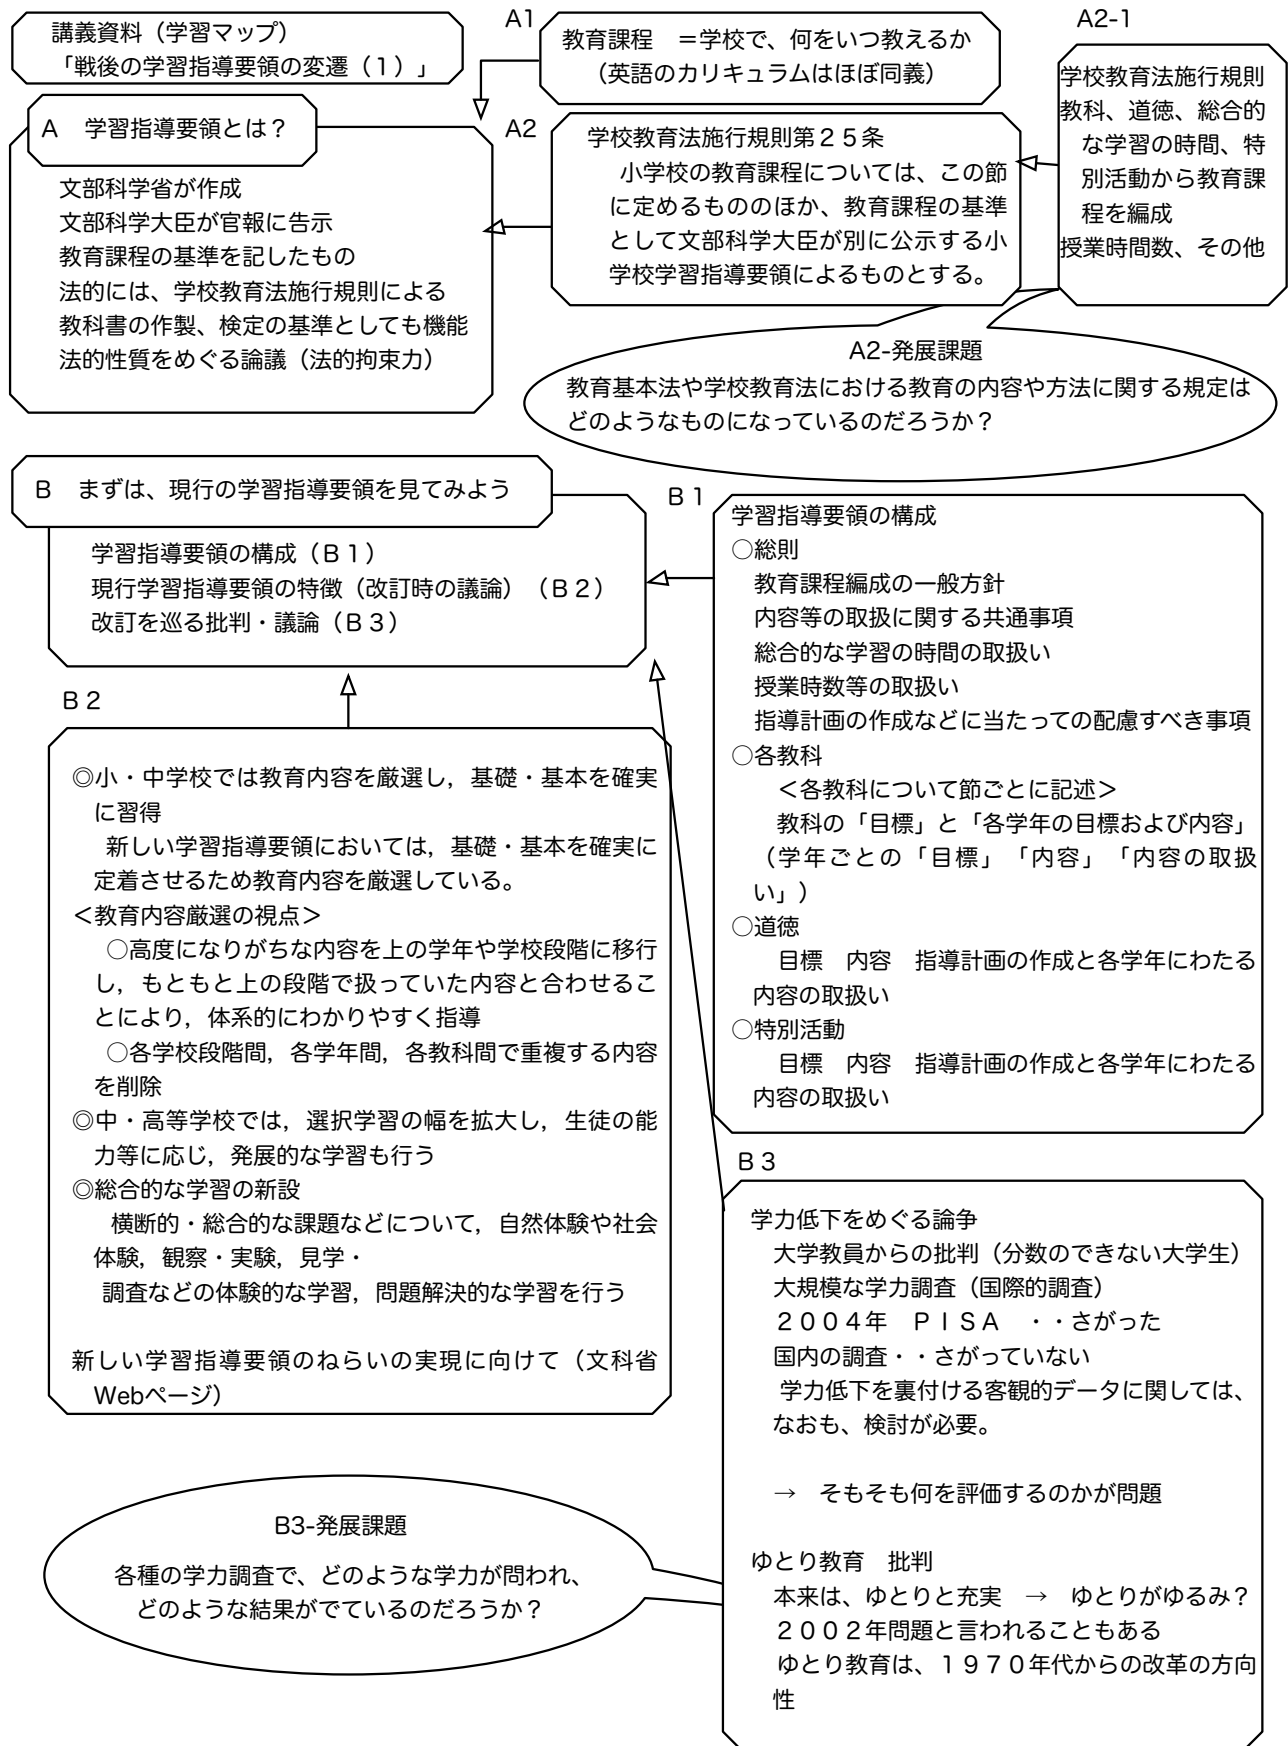 講義資料（学習マップ）
「戦後の学習指導要領の変遷（１）」
A1
教育課程　＝学校で、何をいつ教えるか
（英語のカリキュラムはほぼ同義）
A2-1
学校教育法施行規則
教科、道徳、総合的
な学習の時間、特
別活動から教育課
程を編成
授業時間数、その他
A　学習指導要領とは？
文部科学省が作成
文部科学大臣が官報に告示
教育課程の基準を記したもの
法的には、学校教育法施行規則による
教科書の作製、検定の基準としても機能
法的性質をめぐる論議（法的拘束力）
A2
学校教育法施行規則第２５条
小学校の教育課程については、この節
に定めるもののほか、教育課程の基準
として文部科学大臣が別に公示する小
学校学習指導要領によるものとする。
A2-発展課題
教育基本法や学校教育法における教育の内容や方法に関する規定は
どのようなものになっているのだろうか？
B　まずは、現行の学習指導要領を見てみよう
学習指導要領の構成（B１）
現行学習指導要領の特徴（改訂時の議論）（B２）
改訂を巡る批判・議論（B３）
B１
学習指導要領の構成
○総則
教育課程編成の一般方針
内容等の取扱に関する共通事項
総合的な学習の時間の取扱い
授業時数等の取扱い
指導計画の作成などに当たっての配慮すべき事項
○各教科
＜各教科について節ごとに記述＞
教科の「目標」と「各学年の目標および内容」
（学年ごとの「目標」「内容」「内容の取扱
い」）
○道徳
目標　内容　指導計画の作成と各学年にわたる
内容の取扱い
○特別活動
目標　内容　指導計画の作成と各学年にわたる
内容の取扱い
B２
◎小・中学校では教育内容を厳選し，基礎・基本を確実
に習得
新しい学習指導要領においては，基礎・基本を確実に
定着させるため教育内容を厳選している。
＜教育内容厳選の視点＞
○高度になりがちな内容を上の学年や学校段階に移行
し，もともと上の段階で扱っていた内容と合わせるこ
とにより，体系的にわかりやすく指導
○各学校段階間，各学年間，各教科間で重複する内容
を削除
◎中・高等学校では，選択学習の幅を拡大し，生徒の能
力等に応じ，発展的な学習も行う
◎総合的な学習の新設
横断的・総合的な課題などについて，自然体験や社会
体験，観察・実験，見学・
調査などの体験的な学習，問題解決的な学習を行う
新しい学習指導要領のねらいの実現に向けて（文科省
Webページ）
B３
学力低下をめぐる論争
大学教員からの批判（分数のできない大学生）
大規模な学力調査（国際的調査）
２００４年　ＰＩＳＡ　・・さがった
国内の調査・・さがっていない
学力低下を裏付ける客観的データに関しては、
なおも、検討が必要。
→　そもそも何を評価するのかが問題
ゆとり教育　批判
本来は、ゆとりと充実　→　ゆとりがゆるみ？
２００２年問題と言われることもある
ゆとり教育は、１９７０年代からの改革の方向
性
B3-発展課題
各種の学力調査で、どのような学力が問われ、
どのような結果がでているのだろうか？